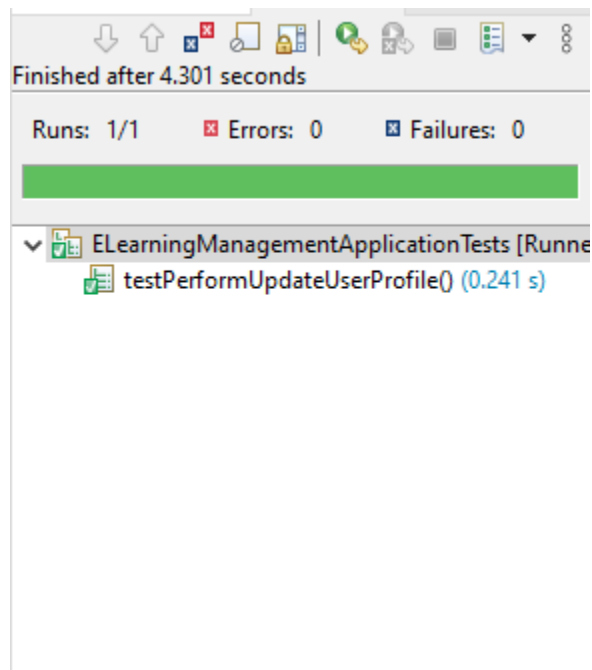 Finished after 4.301 seconds
Runs: 1/1 Errors: 0 Failures: 0
ELearningManagementApplicationTests [Runne
testPerformUpdateUserProfile() (0.241 s)